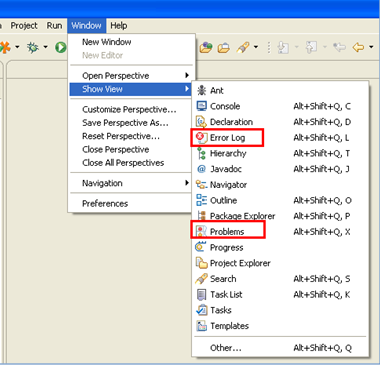 Project Run Window Help
New Window
New Editor
Open Perspective
Show View
Customize Perspective...
Save Perspective As...
Reset Perspective...
Close Perspective
Close All Perspectives
Navigation
Preferences
Ant
Console Alt+Shift+Q, C
Declaration Alt+Shift+Q, D
Error Log Alt+Shift+Q, L
Hierarchy Alt+Shift+Q, T
Javadoc Alt+Shift+Q, J
Navigator
Outline Alt+Shift+Q, O
Package Explorer Alt+Shift+Q, P
Problems Alt+Shift+Q, X
Progress
Project Explorer
Search Alt+Shift+Q, S
Task List Alt+Shift+Q, K
Tasks
Templates
Other... Alt+Shift+Q, Q